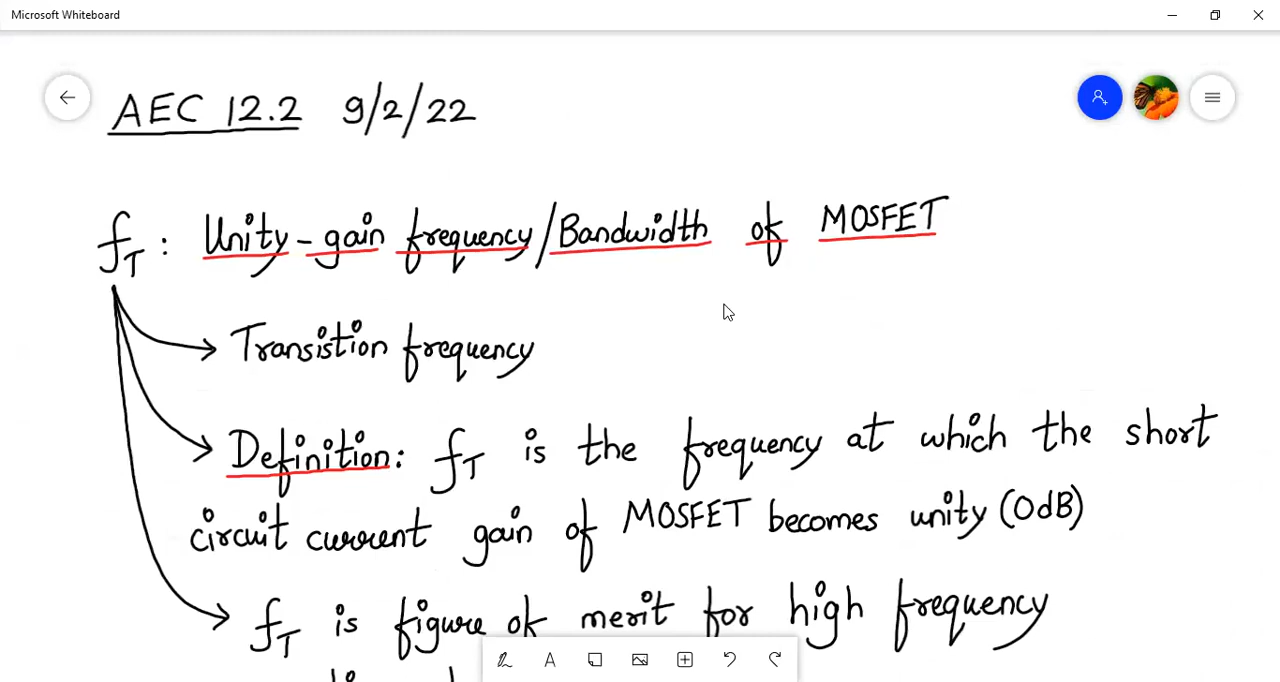 Microsoft Whiteboard
AEC 12.2 9/2/22
fT : Unity-gain frequency/Bandwidth of MOSFET
Transistion frequency
Definition: fT is the frequency at which the short
circuit current gain of MOSFET becomes unity (0dB)
fT is figure of merit for high frequency